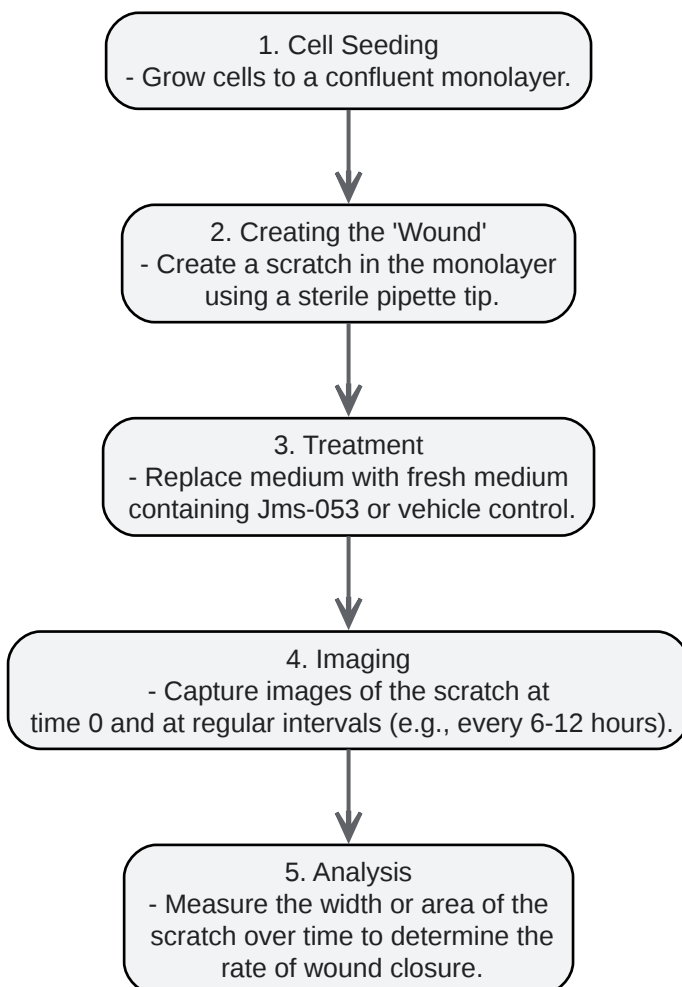 1. Cell Seeding
- Grow cells to a confluent monolayer.
2. Creating the 'Wound'
- Create a scratch in the monolayer
using a sterile pipette tip.
3. Treatment
- Replace medium with fresh medium
containing Jms-053 or vehicle control.
4. Imaging
- Capture images of the scratch at
time 0 and at regular intervals (e.g., every 6-12 hours).
5. Analysis
- Measure the width or area of the
scratch over time to determine the
rate of wound closure.